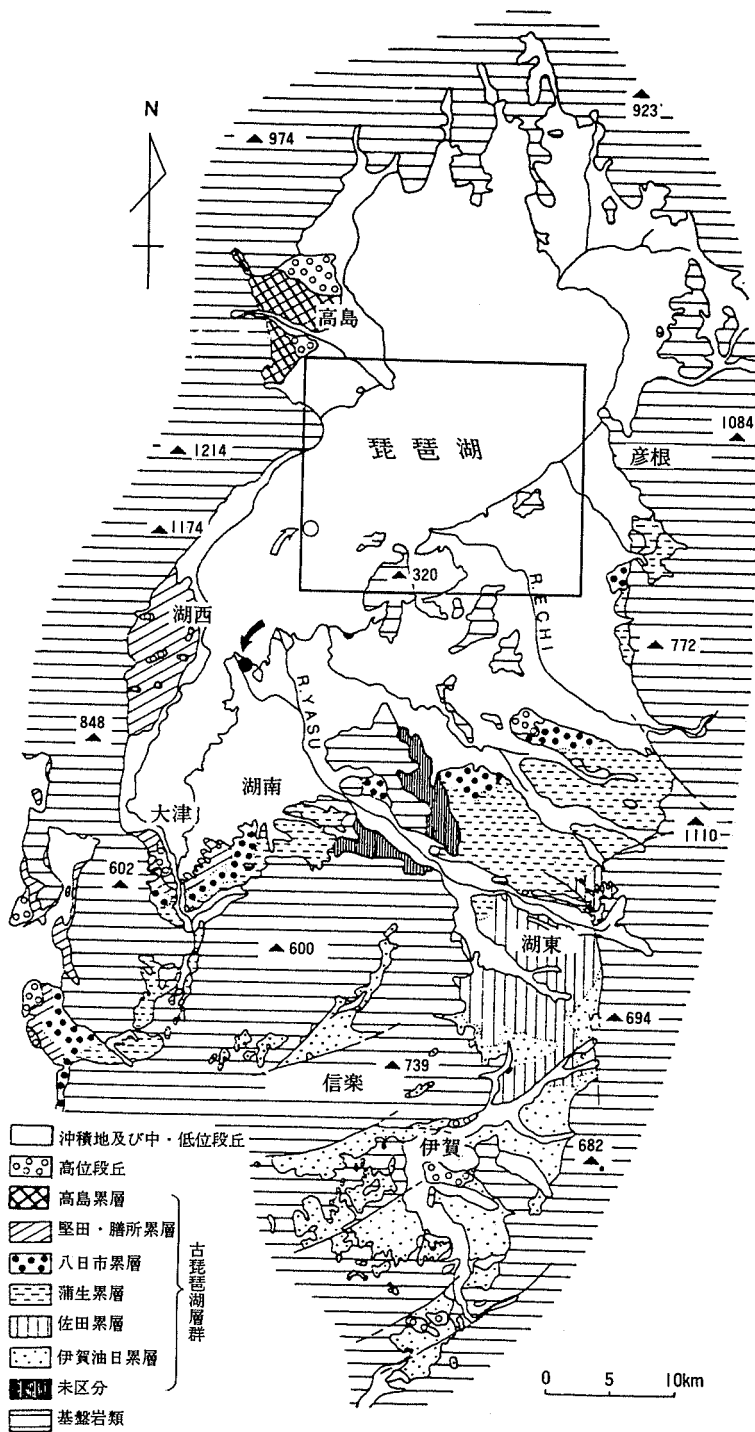 N
974
923
高島
琵琶湖
1084
彦根
1214
1174
320
R.ECHI
湖西
772
R.YASU
848
湖南
大津
1110
602
600
湖東
694
739
信楽
伊賀
682
沖積地及び中・低位段丘
高位段丘
高島累層
堅田・膳所累層
八日市累層
蒲生累層
佐田累層
伊賀油日累層
未区分
基盤岩類
古琵琶湖層群
0 5 10km